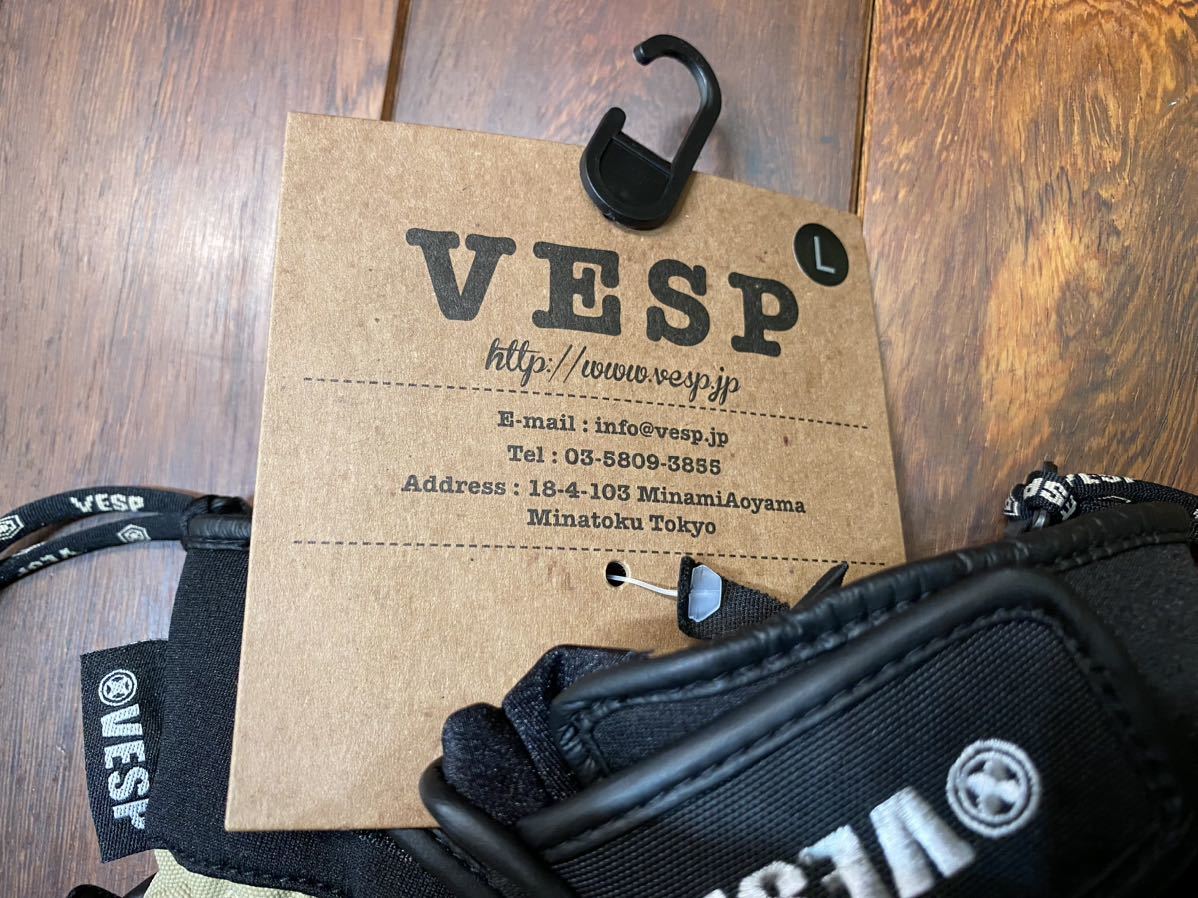 L
VESP
http://www.vesp.jp
E-mail : info@vesp.jp
Tel : 03-5809-3855
Address : 18-4-103 MinamiAoyama
Minatoku Tokyo
VESP
VESP
VESP